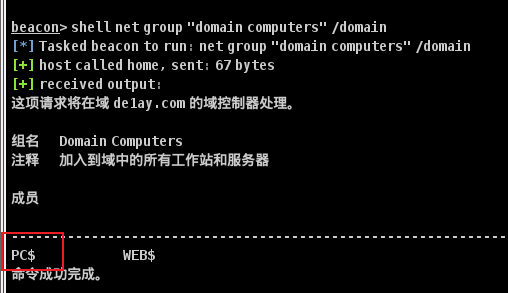 beacon> shell net group "domain computers" /domain
[*] Tasked beacon to run: net group "domain computers" /domain
[+] host called home, sent: 67 bytes
[+] received output:
这项请求将在域 de1ay.com 的域控制器处理。
组名 Domain Computers
注释 加入到域中的所有工作站和服务器
成员
-------------------------------------------------------------------------------
PC$ WEB$
命令成功完成。